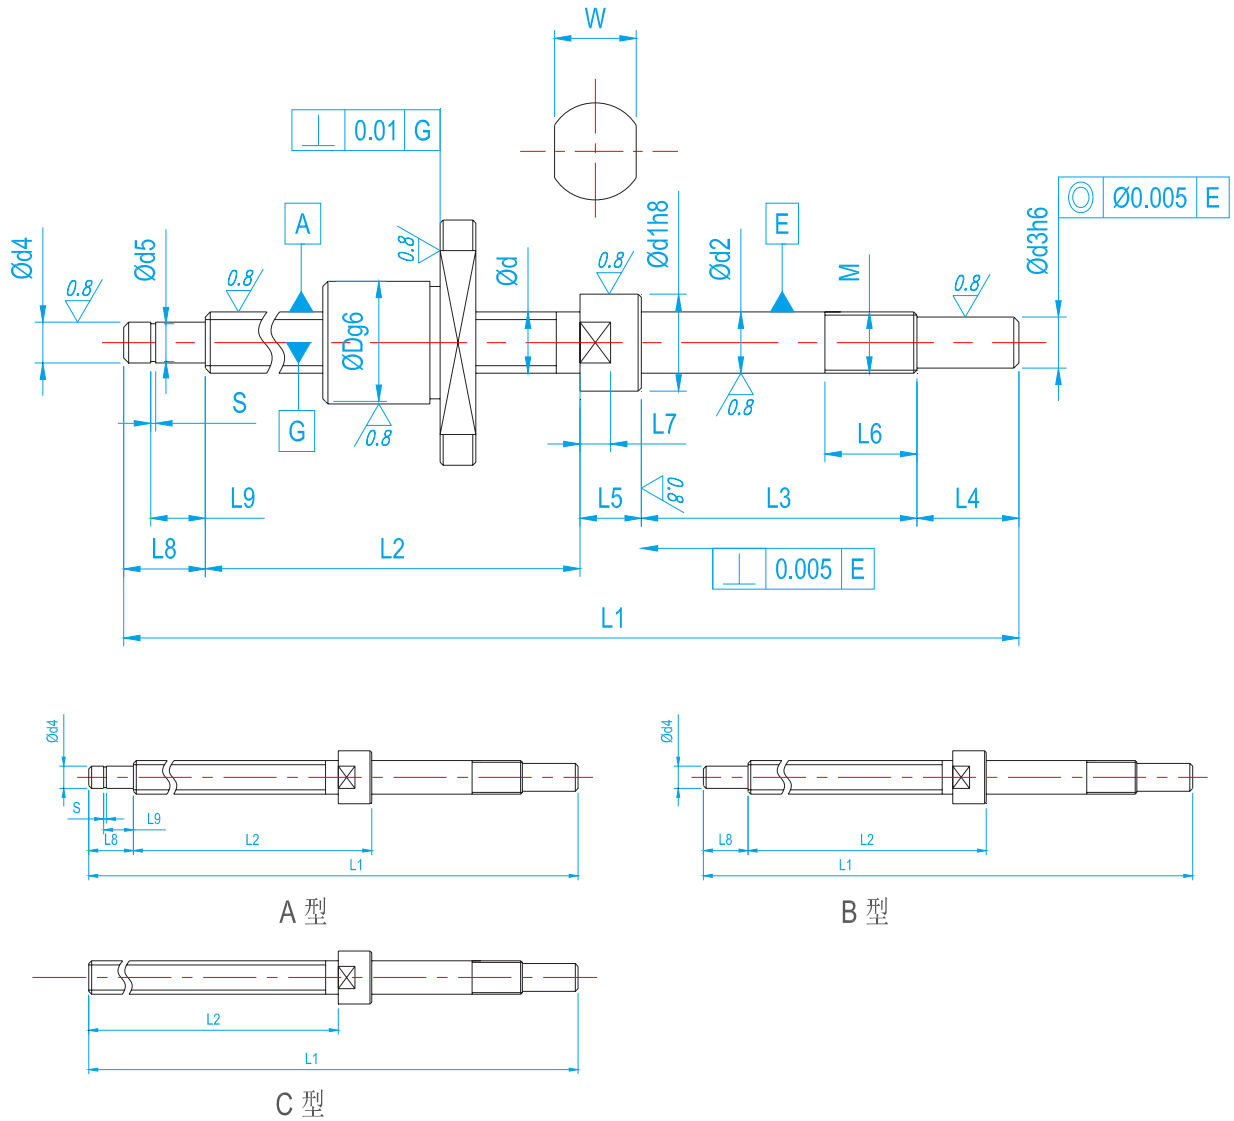 W
⊥ 0.01 G
◎ Ø0.005 E
A
E
Ød4
Ød5
0.8
0.8
0.8
ØDg6
Ød
0.8
Ød1h8
Ød2
M
0.8
Ød3h6
S
G
0.8
0.8
L7
L6
L9
L5
0.8
L3
L4
L8
L2
⊥ 0.005 E
L1
Ød4
S
L9
L8
L2
L1
A 型
Ød4
L8
L2
L1
B 型
L2
L1
C 型